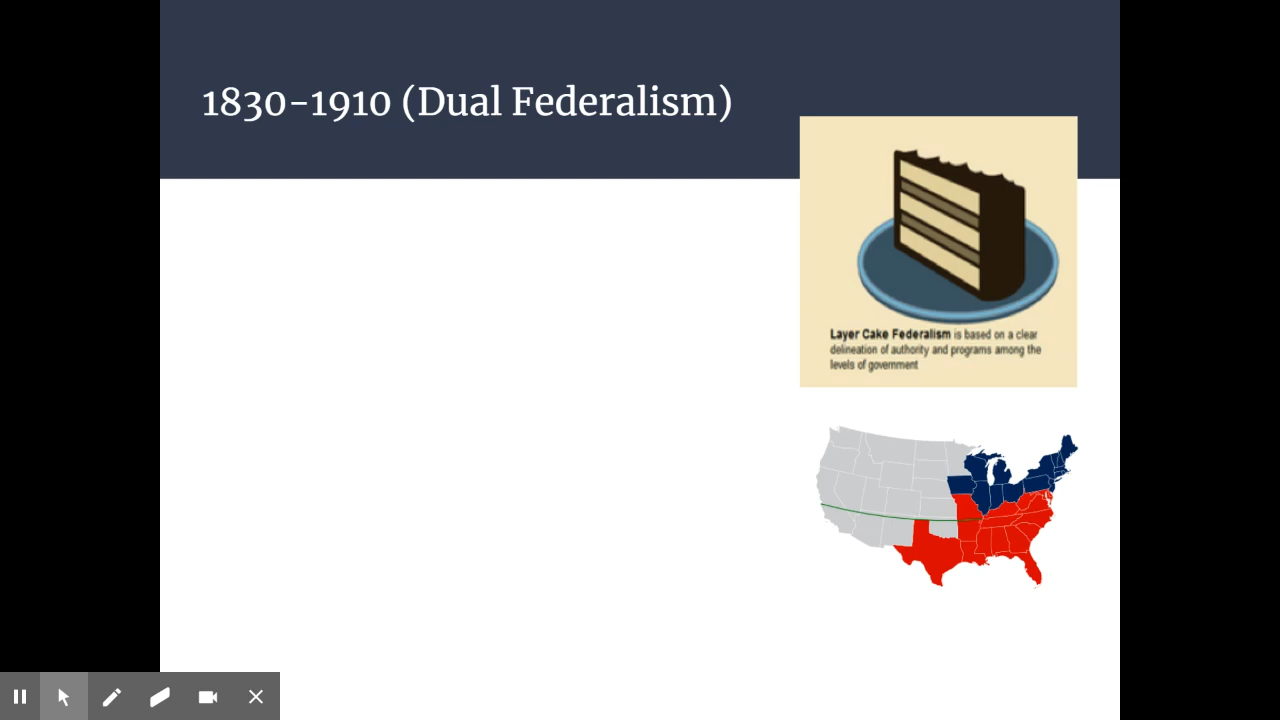 1830-1910 (Dual Federalism)
Layer Cake Federalism is based on a clear
delineation of authority and programs among the
levels of government